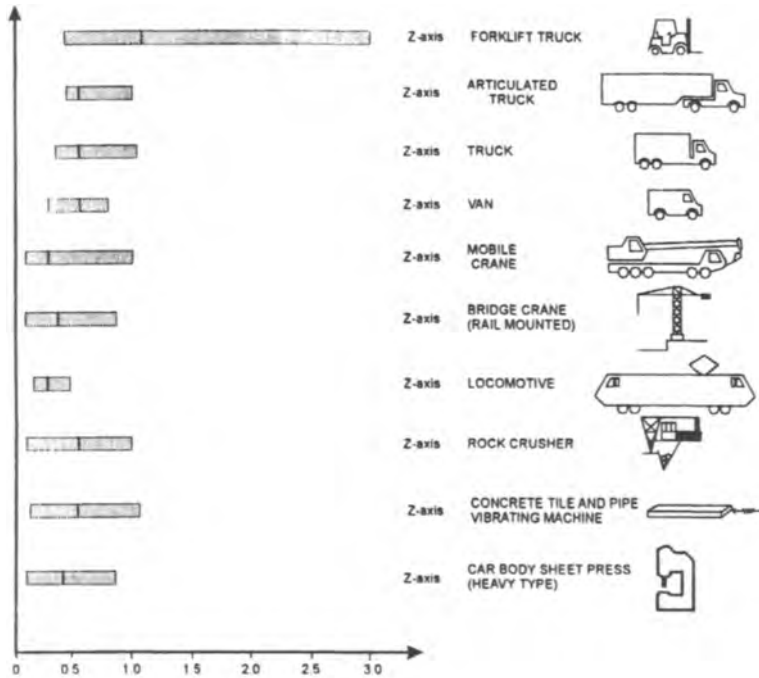 Z-axis FORKLIFT TRUCK
Z-axis ARTICULATED
TRUCK
Z-axis TRUCK
Z-axis VAN
Z-axis MOBILE
CRANE
Z-axis BRIDGE CRANE
(RAIL MOUNTED)
Z-axis LOCOMOTIVE
Z-axis ROCK CRUSHER
Z-axis CONCRETE TILE AND PIPE
VIBRATING MACHINE
Z-axis CAR BODY SHEET PRESS
(HEAVY TYPE)
0 0.5 1.0 1.5 2.0 2.5 3.0